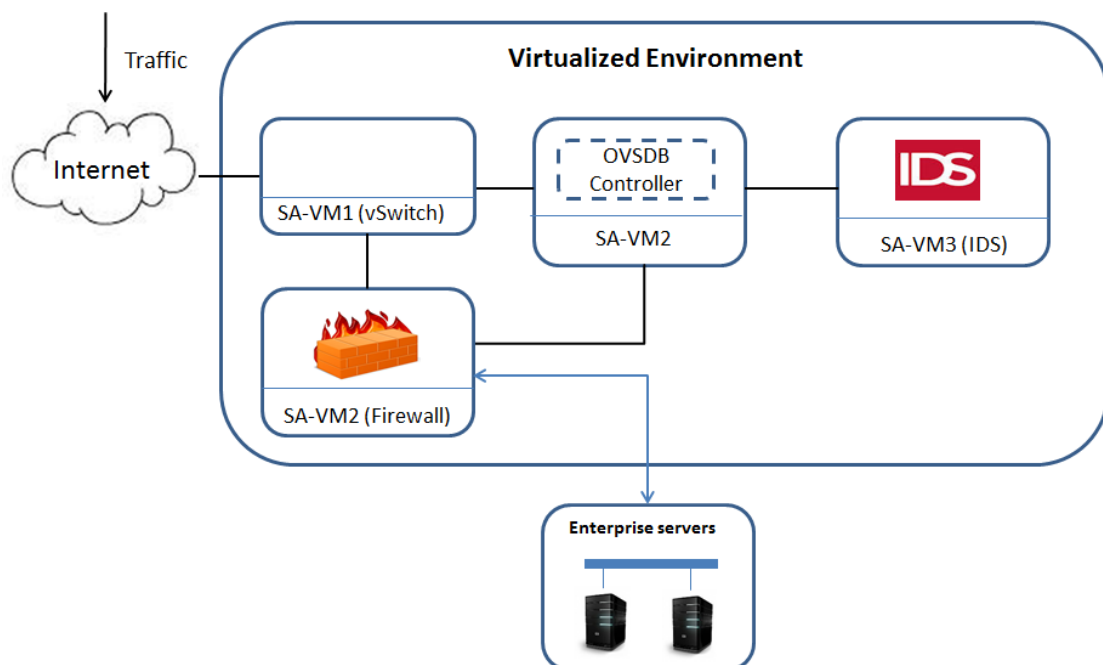 Traffic
Virtualized Environment
Internet
OVSDB
Controller
IDS
SA-VM1 (vSwitch)
SA-VM2
SA-VM3 (IDS)
SA-VM2 (Firewall)
Enterprise servers